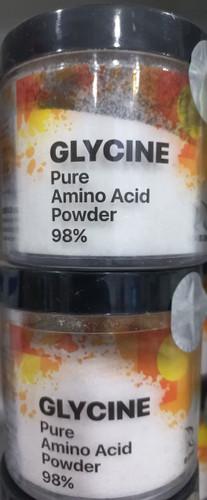 GLYCINE
Pure
Amino Acid
Powder
98%
GLYCINE
Pure
Amino Acid
Powder
98%